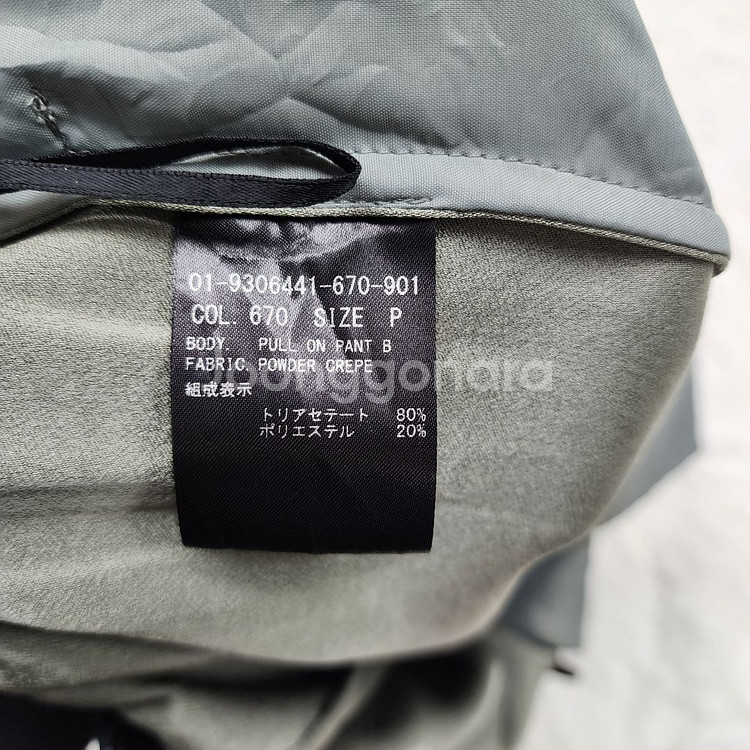 01-9306441-670-901
COL. 670 SIZE P
BODY. PULL ON PANT B
FABRIC. POWDER CREPE
joonggonara
組成表示
トリアセテート 80%
ポリエステル 20%